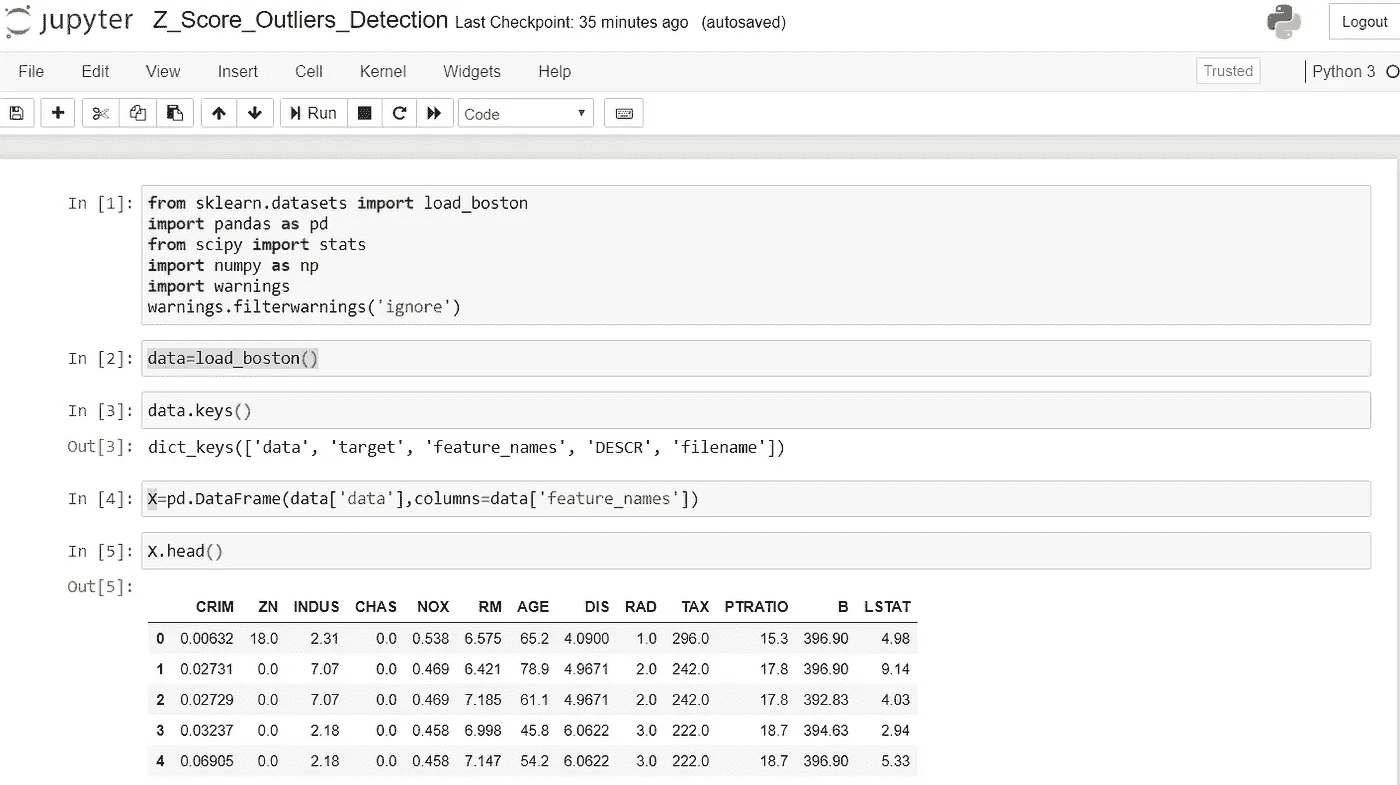 jupyter Z_Score_Outliers_Detection Last Checkpoint: 35 minutes ago (autosaved) Logout
File Edit View Insert Cell Kernel Widgets Help Trusted Python 3
Run Code
In [1]: from sklearn.datasets import load_boston
import pandas as pd
from scipy import stats
import numpy as np
import warnings
warnings.filterwarnings('ignore')
In [2]: data=load_boston()
In [3]: data.keys()
Out[3]: dict_keys(['data', 'target', 'feature_names', 'DESCR', 'filename'])
In [4]: X=pd.DataFrame(data['data'],columns=data['feature_names'])
In [5]: X.head()
Out[5]:
CRIM ZN INDUS CHAS NOX RM AGE DIS RAD TAX PTRATIO B LSTAT
0 0.00632 18.0 2.31 0.0 0.538 6.575 65.2 4.0900 1.0 296.0 15.3 396.90 4.98
1 0.02731 0.0 7.07 0.0 0.469 6.421 78.9 4.9671 2.0 242.0 17.8 396.90 9.14
2 0.02729 0.0 7.07 0.0 0.469 7.185 61.1 4.9671 2.0 242.0 17.8 392.83 4.03
3 0.03237 0.0 2.18 0.0 0.458 6.998 45.8 6.0622 3.0 222.0 18.7 394.63 2.94
4 0.06905 0.0 2.18 0.0 0.458 7.147 54.2 6.0622 3.0 222.0 18.7 396.90 5.33